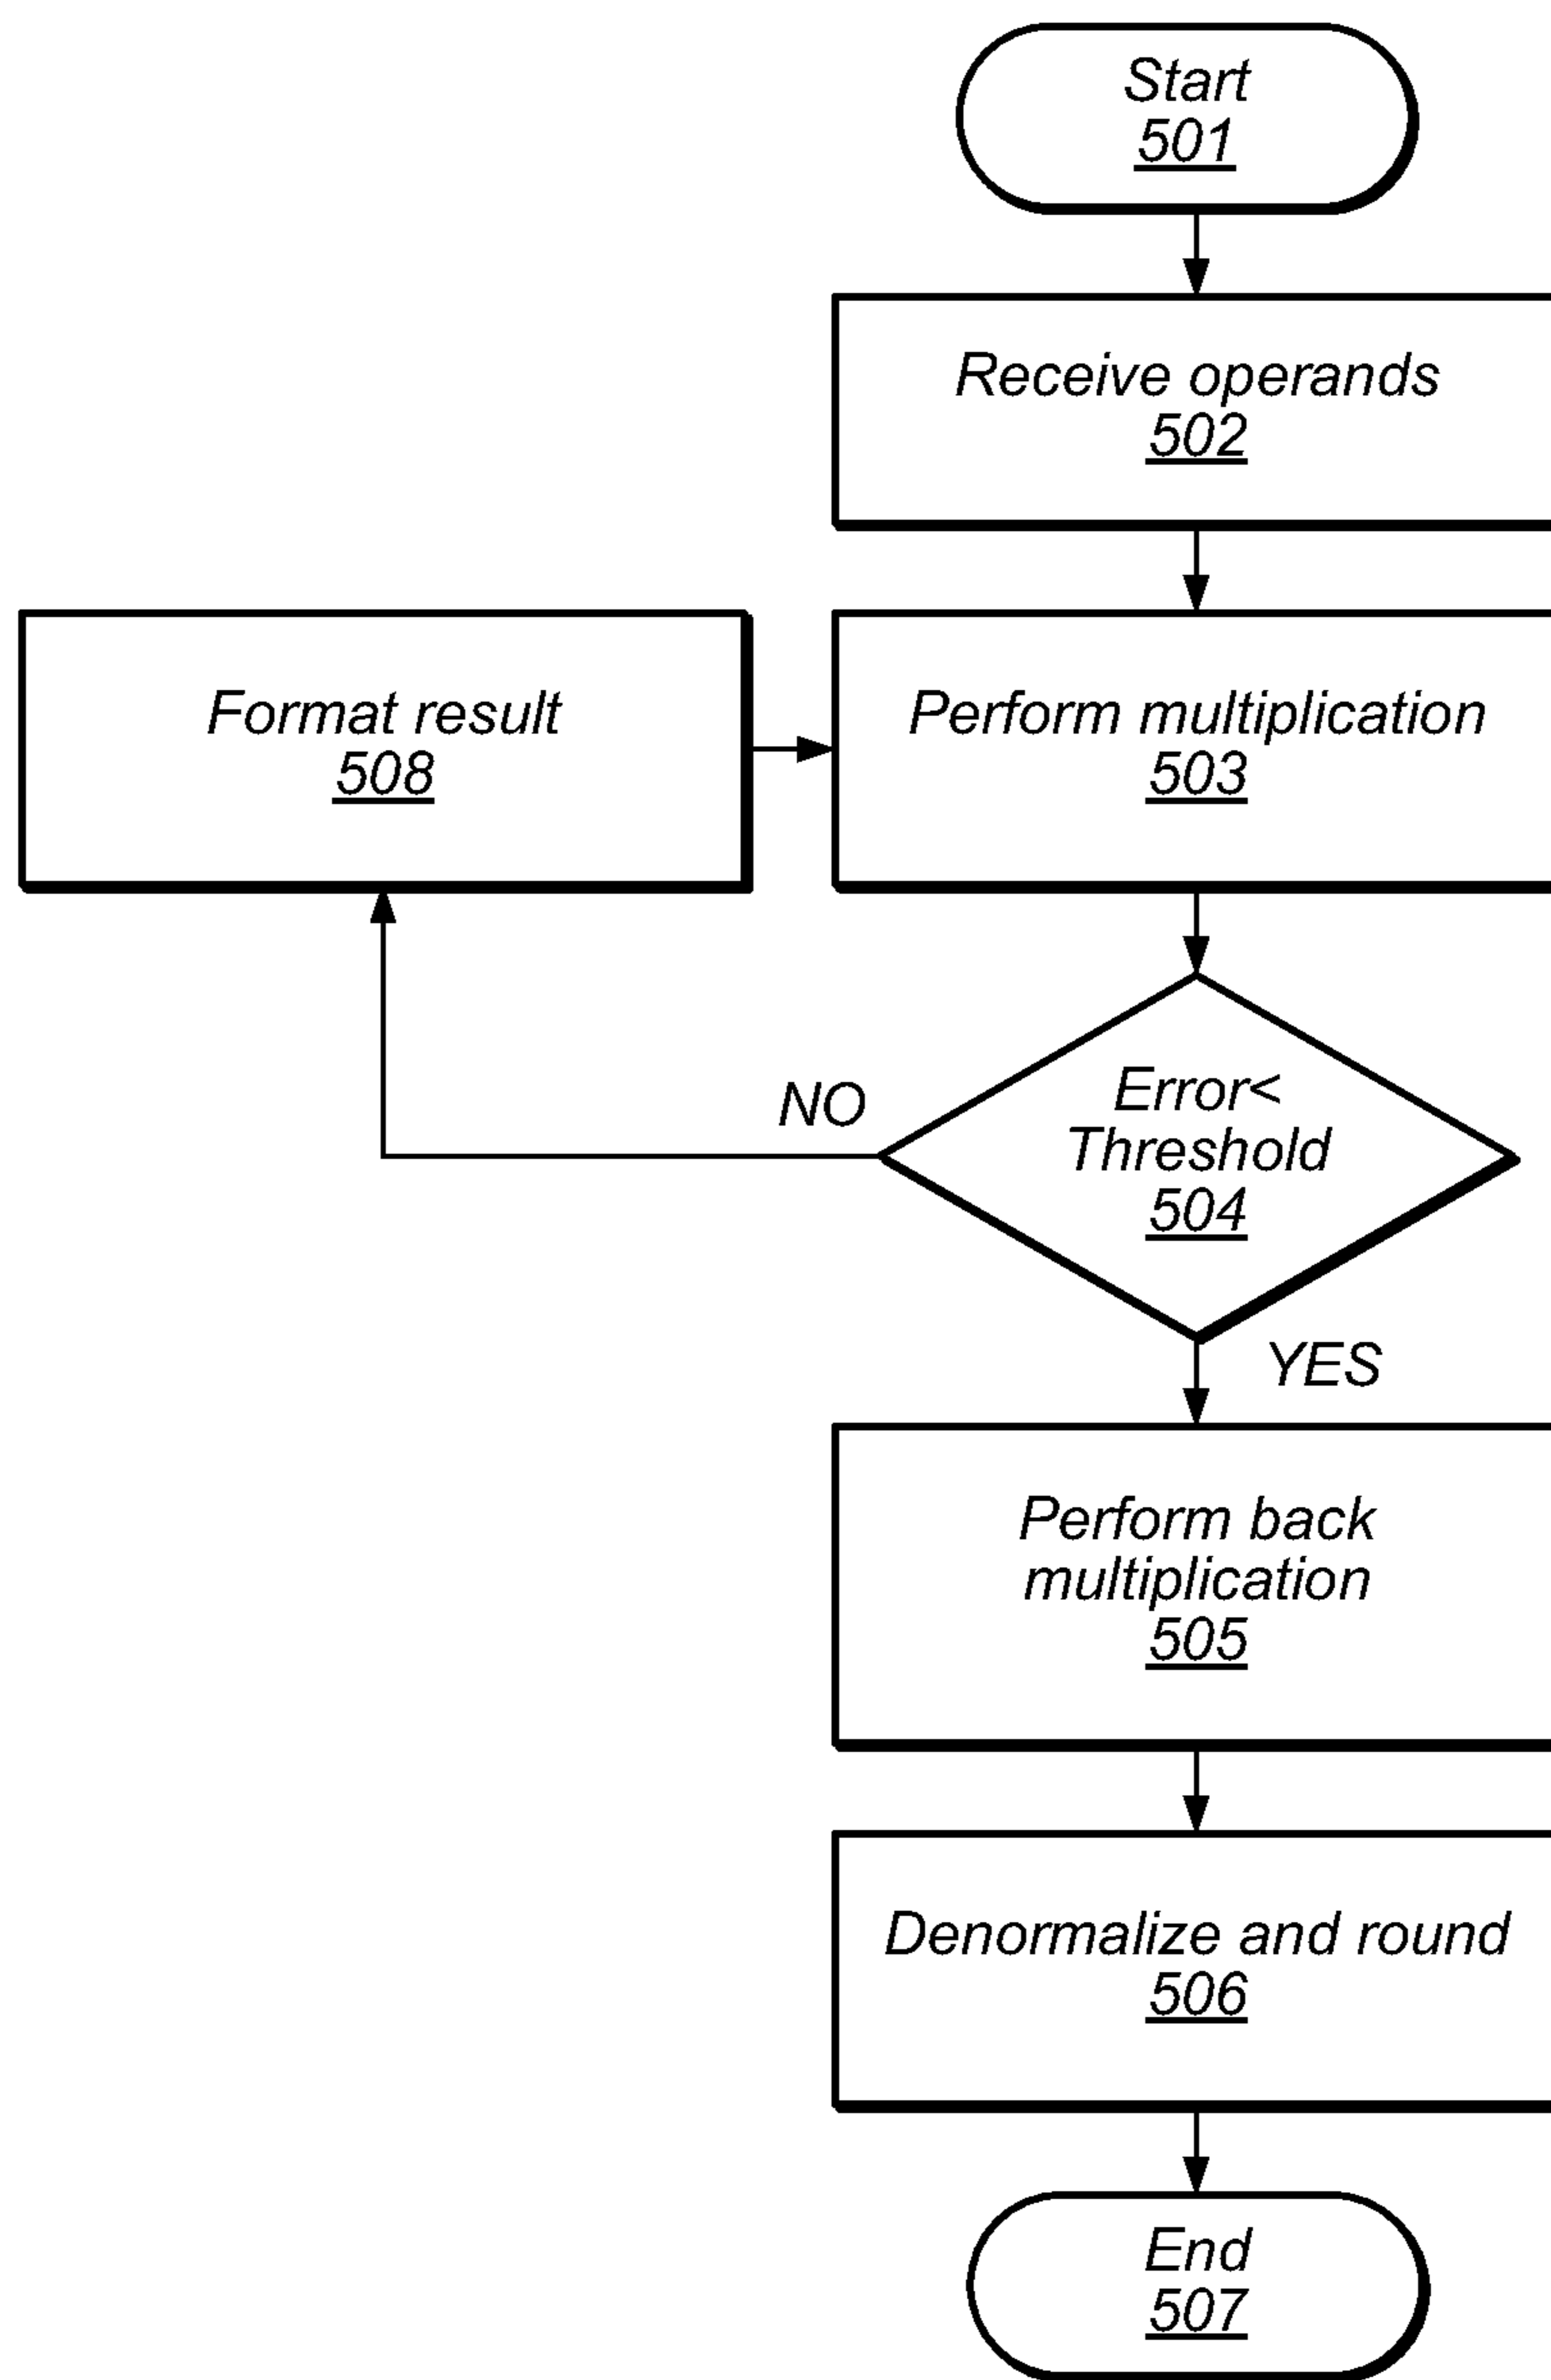 Start
501
Receive operands
502
Format result
508
Perform multiplication
503
Error<
Threshold
504
NO
YES
Perform back
multiplication
505
Denormalize and round
506
End
507